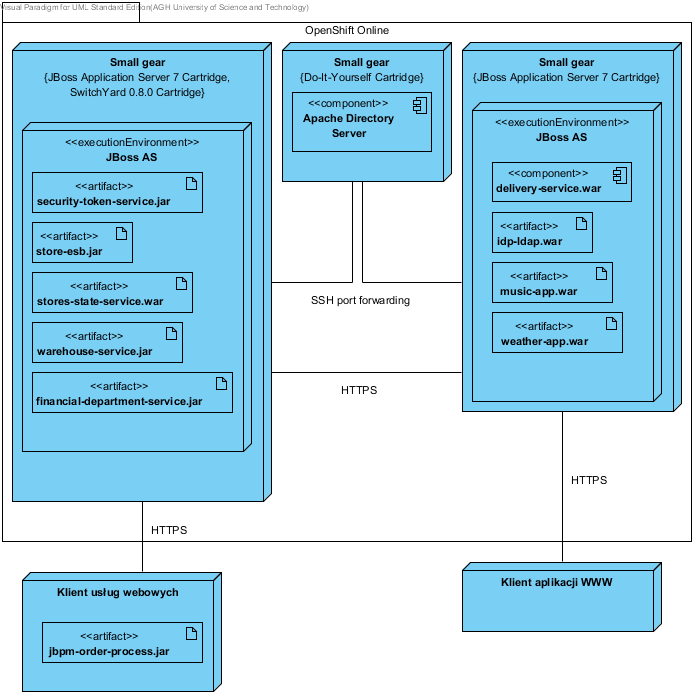 Visual Paradigm for UML Standard Edition(AGH University of Science and Technology)
OpenShift Online
Small gear
{JBoss Application Server 7 Cartridge,
SwitchYard 0.8.0 Cartridge}
<<executionEnvironment>>
JBoss AS
<<artifact>>
security-token-service.jar
<<artifact>>
store-esb.jar
<<artifact>>
stores-state-service.war
<<artifact>>
warehouse-service.jar
<<artifact>>
financial-department-service.jar
Small gear
{Do-It-Yourself Cartridge}
<<component>>
Apache Directory
Server
Small gear
{JBoss Application Server 7 Cartridge}
<<executionEnvironment>>
JBoss AS
<<component>>
delivery-service.war
<<artifact>>
idp-ldap.war
<<artifact>>
music-app.war
<<artifact>>
weather-app.war
SSH port forwarding
HTTPS
HTTPS
HTTPS
Klient usług webowych
<<artifact>>
jbpm-order-process.jar
Klient aplikacji WWW